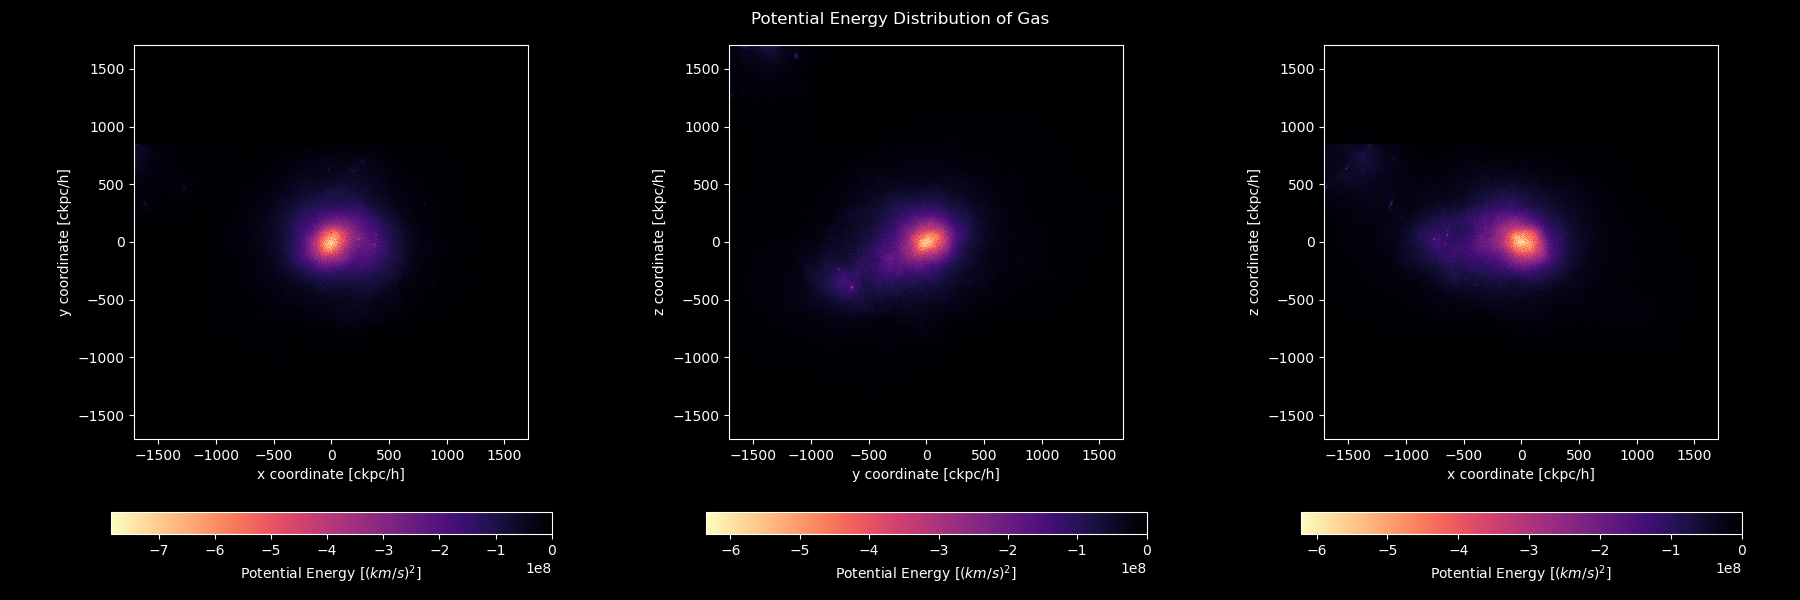 Potential Energy Distribution of Gas
1500
1000
500
0
−500
−1000
−1500
y coordinate [ckpc/h]
−1500 −1000 −500 0 500 1000 1500
x coordinate [ckpc/h]
−7 −6 −5 −4 −3 −2 −1 0
1e8
Potential Energy [(km/s)²]
1500
1000
500
0
−500
−1000
−1500
z coordinate [ckpc/h]
−1500 −1000 −500 0 500 1000 1500
y coordinate [ckpc/h]
−6 −5 −4 −3 −2 −1 0
1e8
Potential Energy [(km/s)²]
1500
1000
500
0
−500
−1000
−1500
z coordinate [ckpc/h]
−1500 −1000 −500 0 500 1000 1500
x coordinate [ckpc/h]
−6 −5 −4 −3 −2 −1 0
1e8
Potential Energy [(km/s)²]